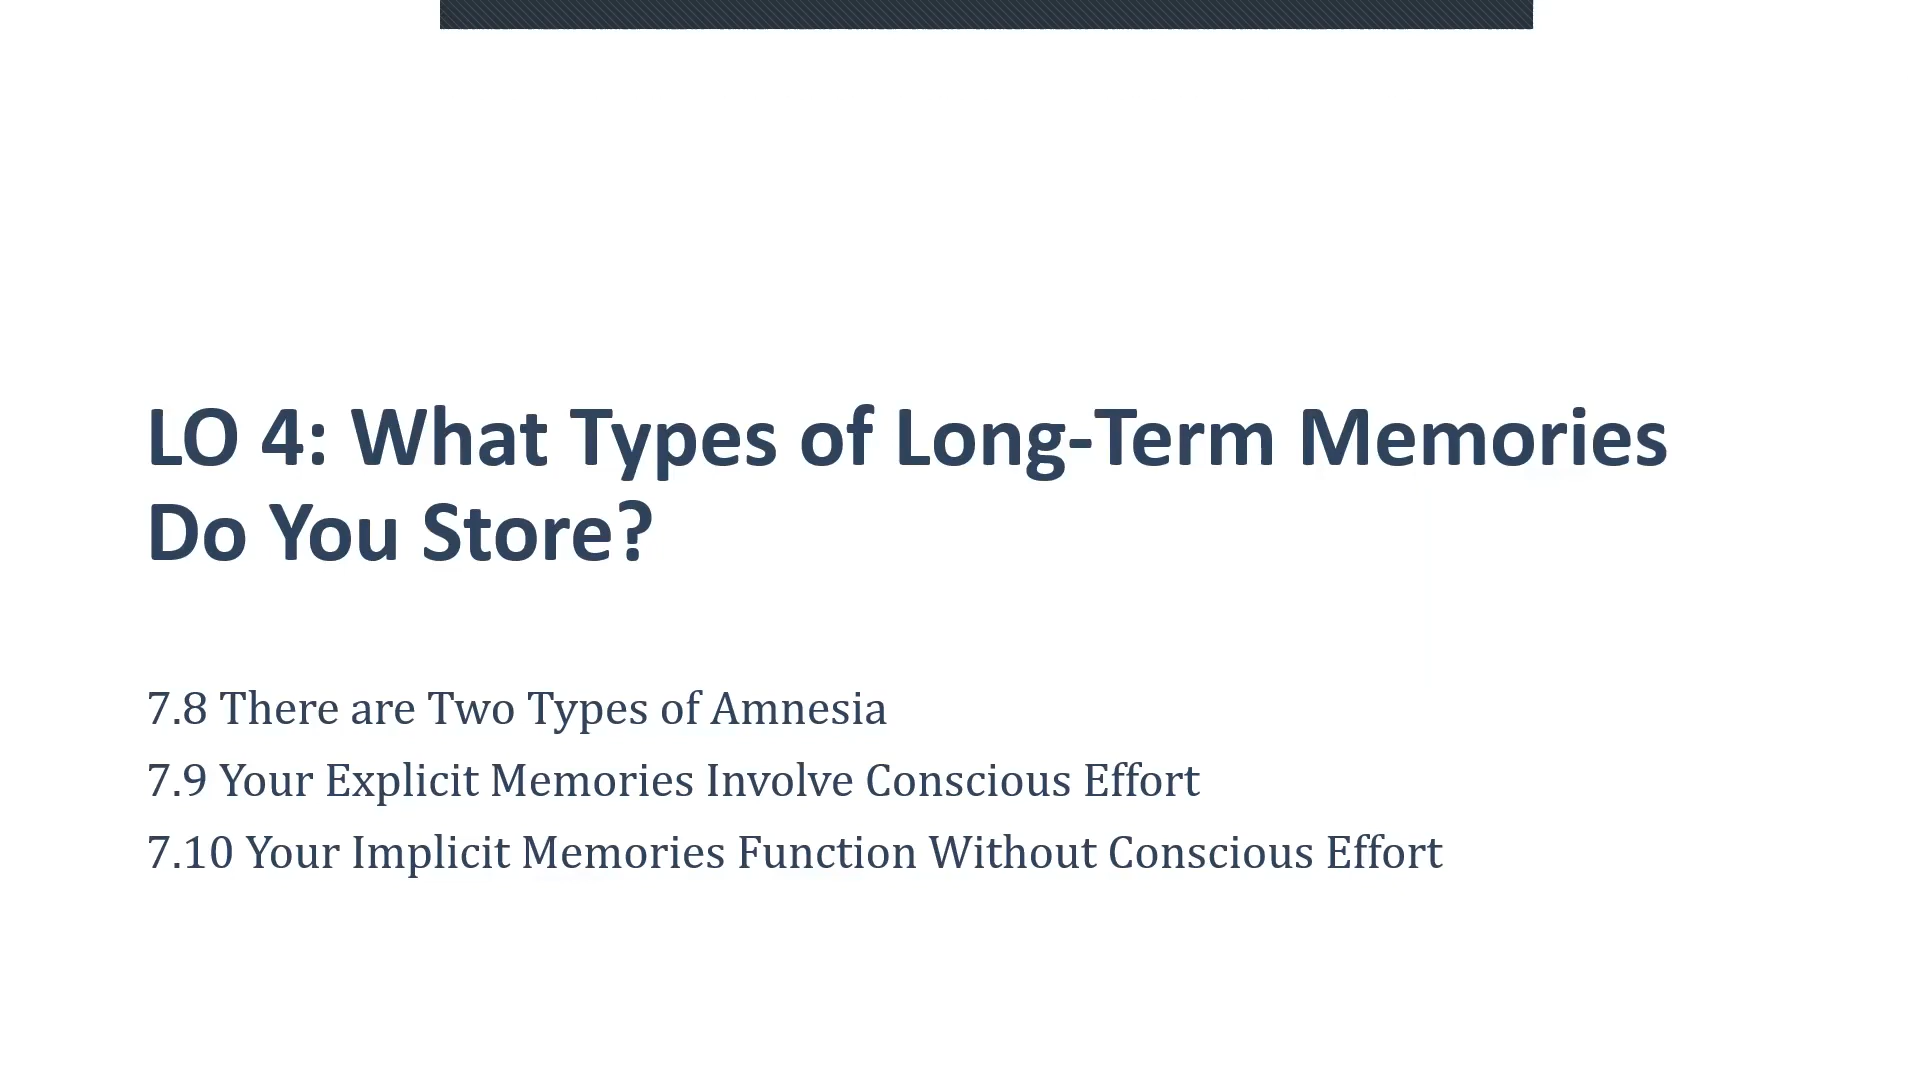 LO 4: What Types of Long-Term Memories
Do You Store?
7.8 There are Two Types of Amnesia
7.9 Your Explicit Memories Involve Conscious Effort
7.10 Your Implicit Memories Function Without Conscious Effort